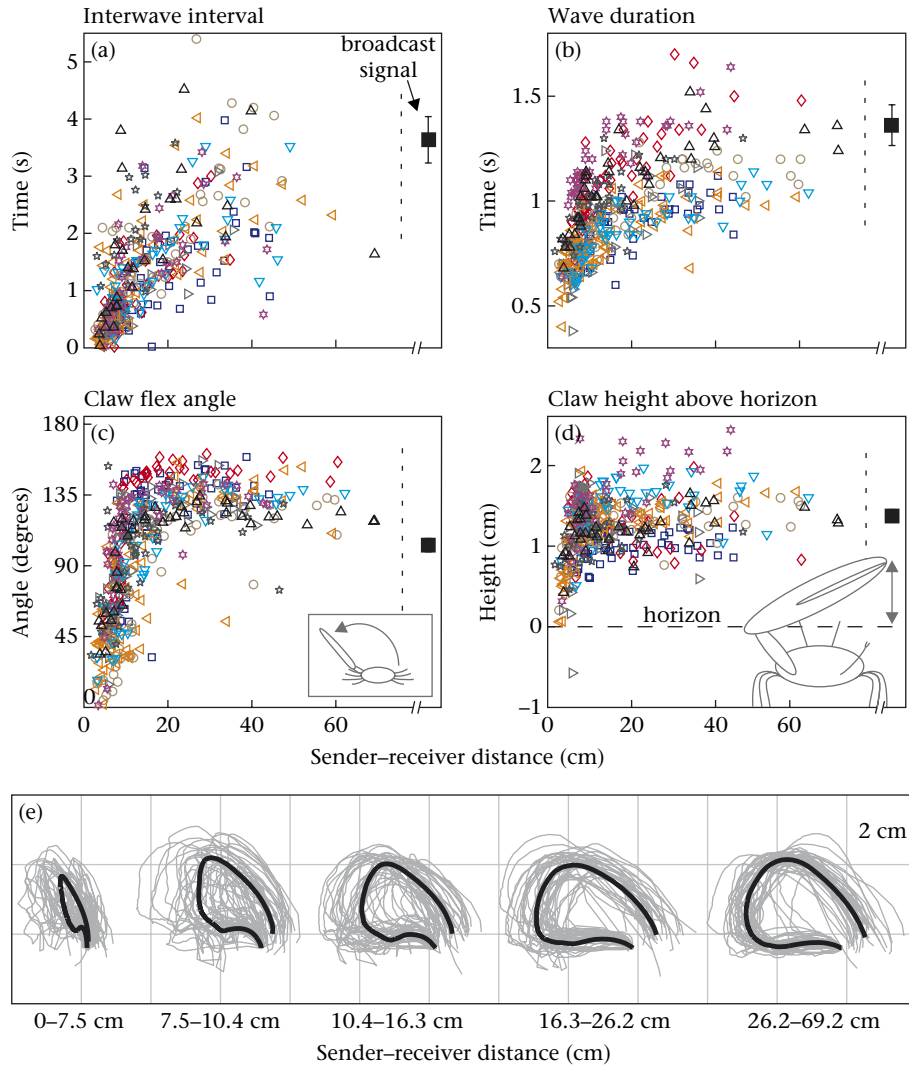 Interwave interval
Wave duration
(a)
broadcast
signal
5
4
3
2
1
0
Time (s)
(b)
1.5
1
0.5
Time (s)
Claw flex angle
Claw height above horizon
(c)
180
135
90
45
0
Angle (degrees)
0
20
40
60
(d)
2
1
0
−1
Height (cm)
horizon
0
20
40
60
Sender–receiver distance (cm)
(e)
2 cm
0–7.5 cm
7.5–10.4 cm
10.4–16.3 cm
16.3–26.2 cm
26.2–69.2 cm
Sender–receiver distance (cm)